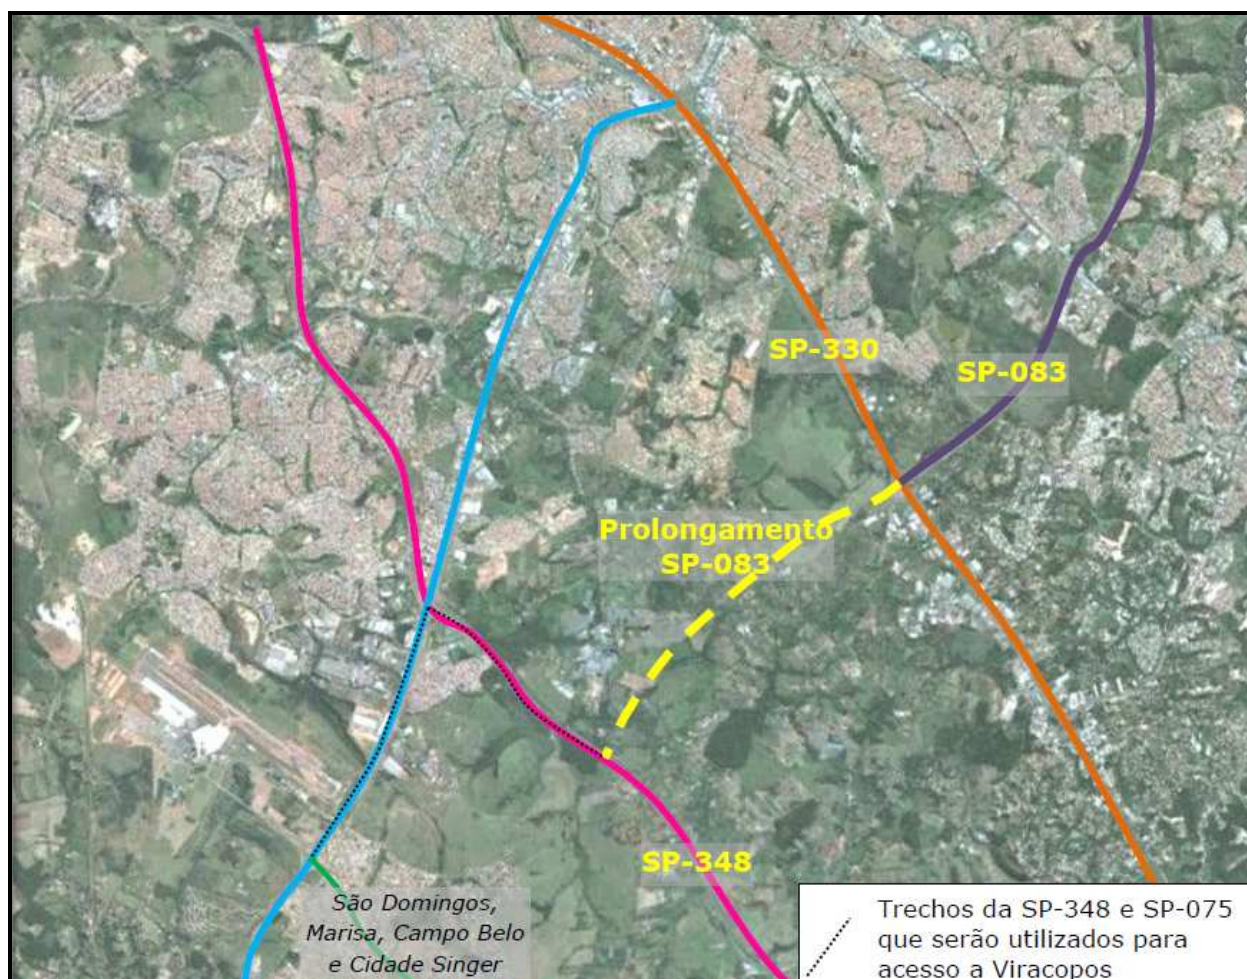 SP-330
SP-083
Prolongamento
SP-083
SP-348
São Domingos,
Marisa, Campo Belo
e Cidade Singer
Trechos da SP-348 e SP-075
que serão utilizados para
acesso a Viracopos